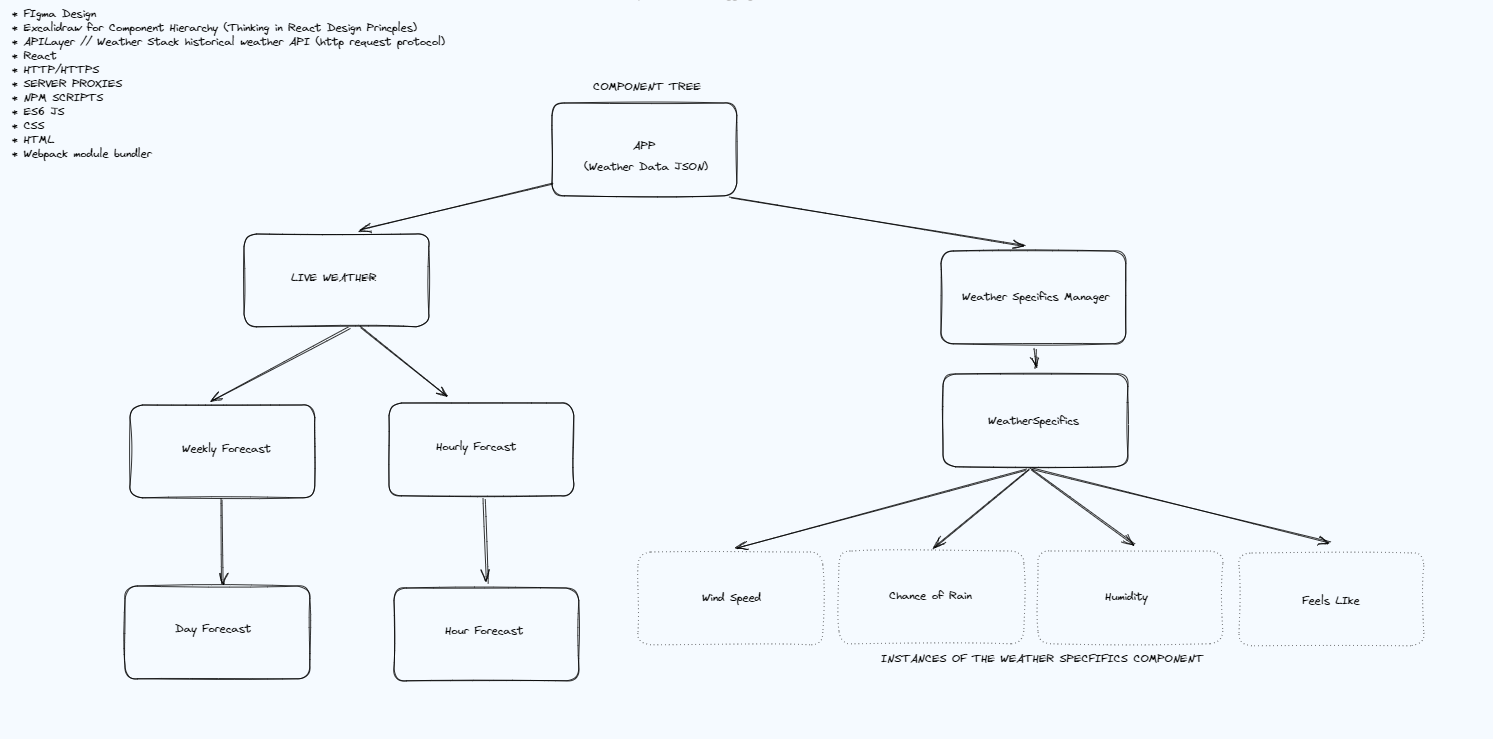 * FIgma Design
* Excalidraw for Component Hierarchy (Thinking in React Design Princples)
* APILayer // Weather Stack historical weather API (http request protocol)
* React
* HTTP/HTTPS
* SERVER PROXIES
* NPM SCRIPTS
* ES6 JS
* CSS
* HTML
* Webpack module bundler
COMPONENT TREE
APP
(Weather Data JSON)
LIVE WEATHER
Weather Specifics Manager
WeatherSpecifics
Weekly Forecast
Hourly Forcast
Wind Speed
Chance of Rain
Humidity
Feels LIke
Day Forecast
Hour Forecast
INSTANCES OF THE WEATHER SPECFIFICS COMPONENT